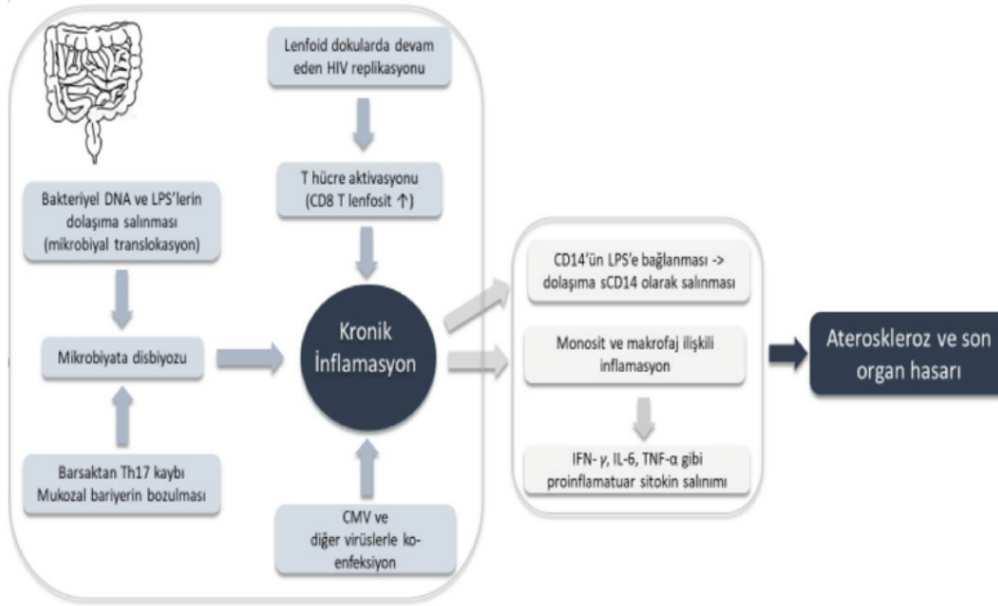 Lenfoid dokularda devam
eden HIV replikasyonu
T hücre aktivasyonu
(CD8 T lenfosit ↑)
Bakteriyel DNA ve LPS'lerin
dolaşıma salınması
(mikrobiyal translokasyon)
Mikrobiyata disbiyozu
Barsaktan Th17 kaybı
Mukozal bariyerin bozulması
Kronik
İnflamasyon
CMV ve
diğer virüslerle ko-
enfeksiyon
CD14'ün LPS'e bağlanması ->
dolaşıma sCD14 olarak salınması
Monosit ve makrofaj ilişkili
inflamasyon
IFN- γ, IL-6, TNF-α gibi
proinflamatuar sitokin salınımı
Ateroskleroz ve son
organ hasarı